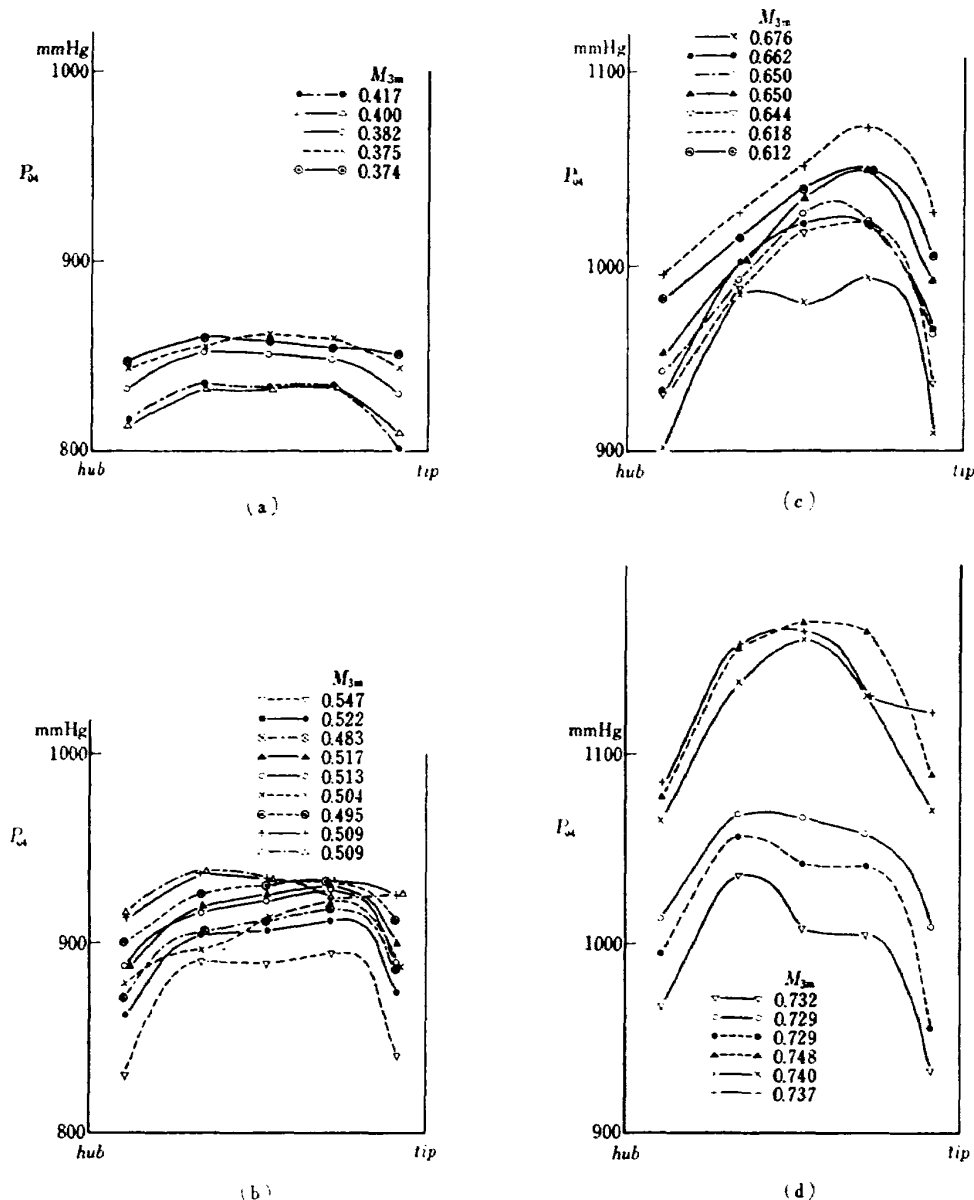 mmHg
1000
M3m
0.417
0.400
0.382
0.375
0.374
P04
900
800
hub
tip
(a)
M3m
0.676
0.662
0.650
0.650
0.644
0.618
0.612
mmHg
1100
P04
1000
900
hub
tip
(c)
M3m
0.547
0.522
0.483
0.517
0.513
0.504
0.495
0.509
0.509
mmHg
1000
P04
900
800
hub
tip
(b)
mmHg
1100
P04
1000
M3m
0.732
0.729
0.729
0.748
0.740
0.737
900
hub
tip
(d)